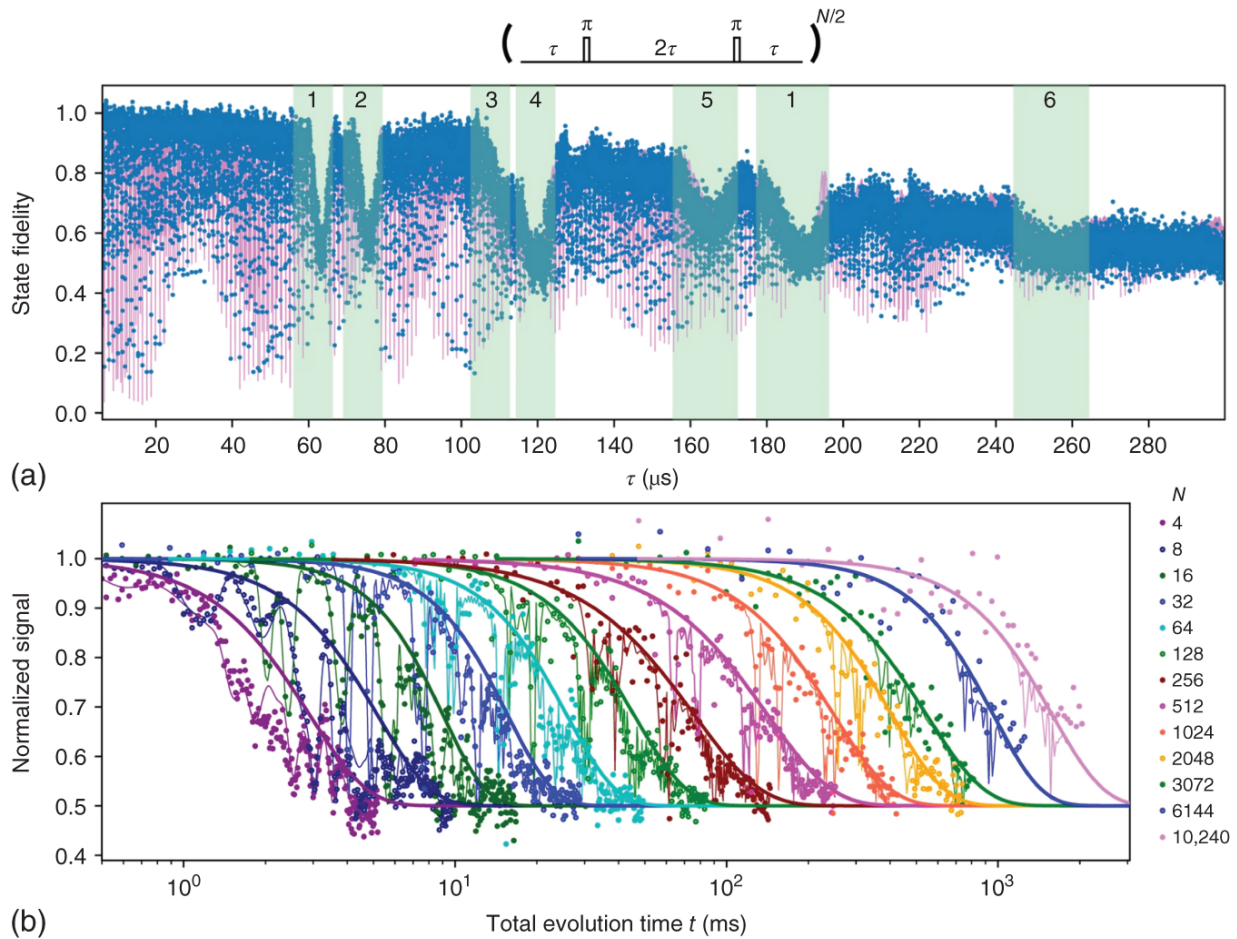 ( τ π 2τ π τ ) N/2
1 2 3 4 5 1 6
1.0
0.8
0.6
0.4
0.2
0.0
State fidelity
20 40 60 80 100 120 140 160 180 200 220 240 260 280
τ (μs)
(a)
N
4
8
16
32
64
128
256
512
1024
2048
3072
6144
10,240
1.0
0.9
0.8
0.7
0.6
0.5
0.4
Normalized signal
10⁰ 10¹ 10² 10³
Total evolution time t (ms)
(b)